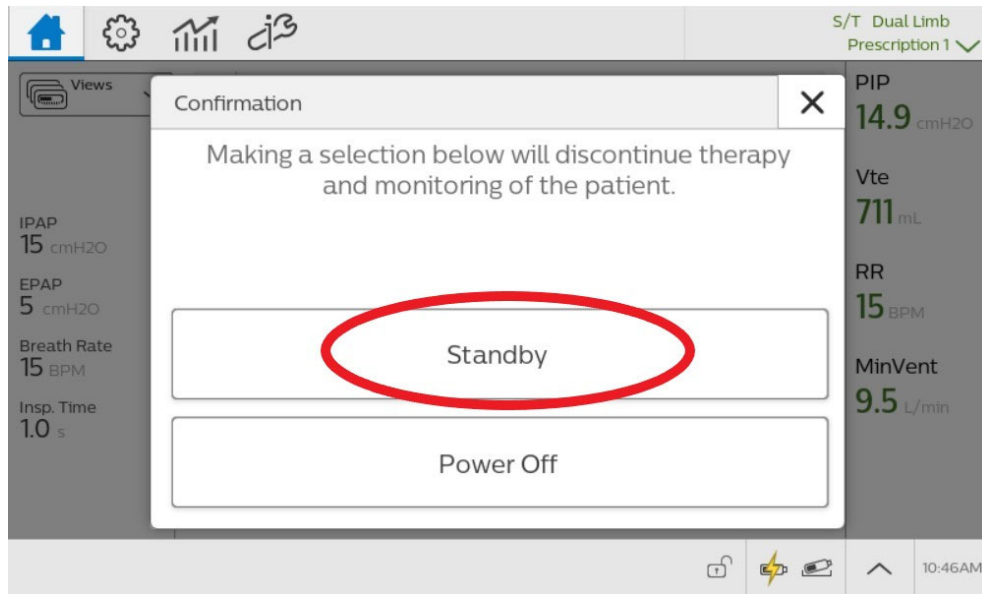 S/T Dual Limb
Prescription 1
Views
Confirmation
Making a selection below will discontinue therapy
and monitoring of the patient.
Standby
Power Off
IPAP
15 cmH2O
EPAP
5 cmH2O
Breath Rate
15 BPM
Insp. Time
1.0 s
PIP
14.9 cmH2O
Vte
711 mL
RR
15 BPM
MinVent
9.5 L/min
10:46AM